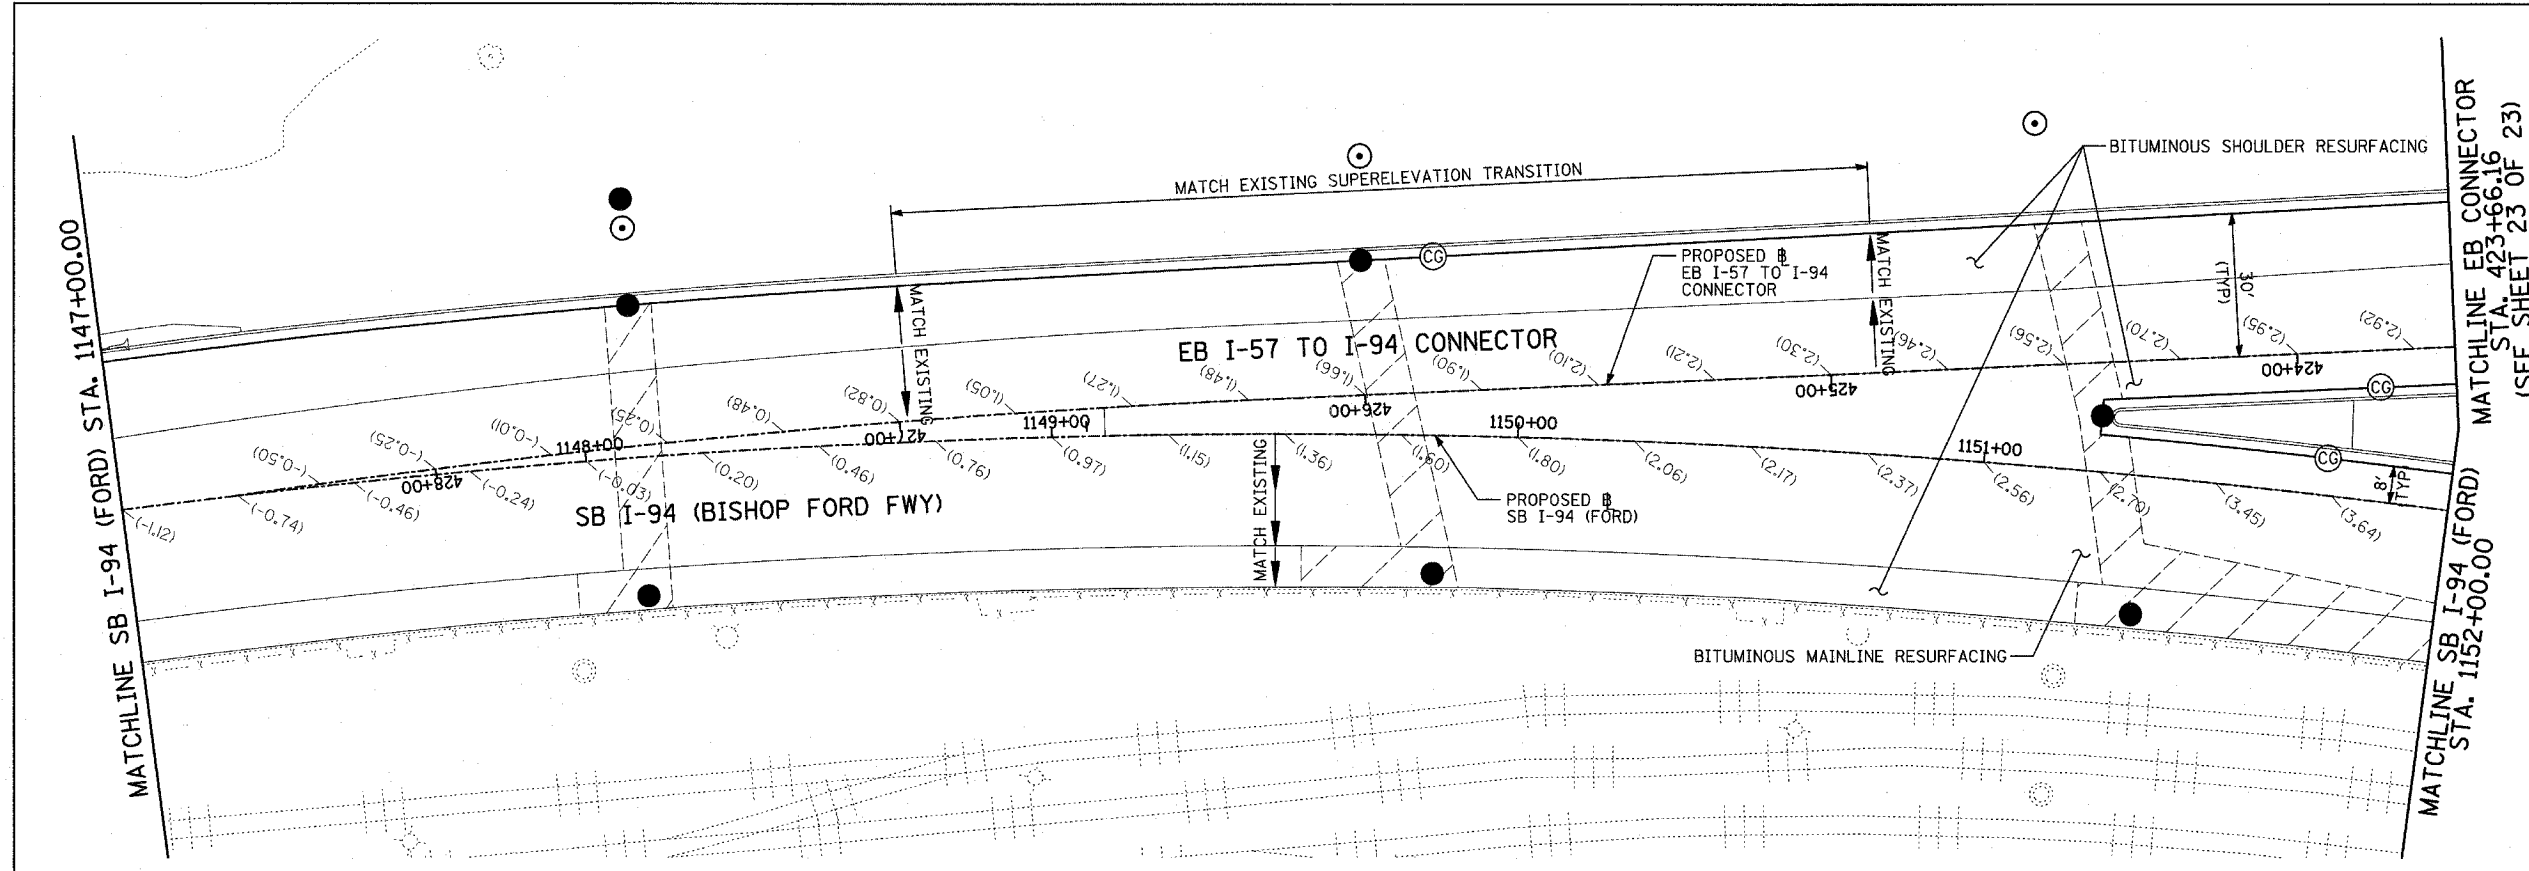 MATCHLINE SB I-94 (FORD) STA. 1147+00.00
MATCH EXISTING SUPERELEVATION TRANSITION
BITUMINOUS SHOULDER RESURFACING
MATCHLINE EB CONNECTOR
STA. 423+66.16
(SEE SHEET 23 OF 23)
CG
PROPOSED ℄
EB I-57 TO I-94
CONNECTOR
MATCH EXISTING
MATCH EXISTING
30'
(TYP)
EB I-57 TO I-94 CONNECTOR
(-0.50)
(-0.25)
(-0.01)
(0.25)
(0.48)
(0.82)
(1.05)
(1.27)
(1.48)
(1.66)
(1.90)
(2.10)
(2.21)
(2.30)
(2.46)
(2.56)
(2.70)
(2.95)
(2.92)
428+00
427+00
426+00
425+00
424+00
CG
CG
1148+00
1149+00
1150+00
1151+00
(-1.12)
(-0.74)
(-0.46)
(-0.24)
(-0.03)
(0.20)
(0.46)
(0.76)
(0.97)
(1.15)
(1.36)
(1.60)
(1.80)
(2.06)
(2.17)
(2.37)
(2.56)
(2.70)
(3.45)
(3.64)
8'
TYP
SB I-94 (BISHOP FORD FWY)
MATCH EXISTING
PROPOSED ℄
SB I-94 (FORD)
BITUMINOUS MAINLINE RESURFACING
MATCHLINE SB I-94 (FORD)
STA. 1152+00.00